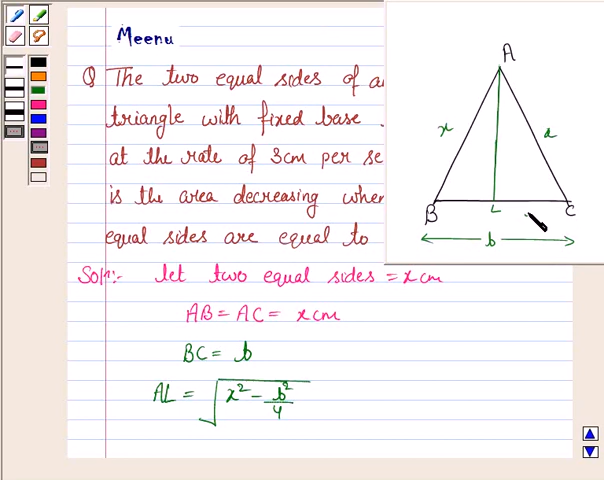 Meenu
Q The two equal sides of a
triangle with fixed base
at the rate of 3cm per se
is the area decreasing when
equal sides are equal to
Soln:- let two equal sides = x cm
AB = AC = x cm
BC = b
AL = √(x² - b²/4)
A
x
x
B
L
C
b